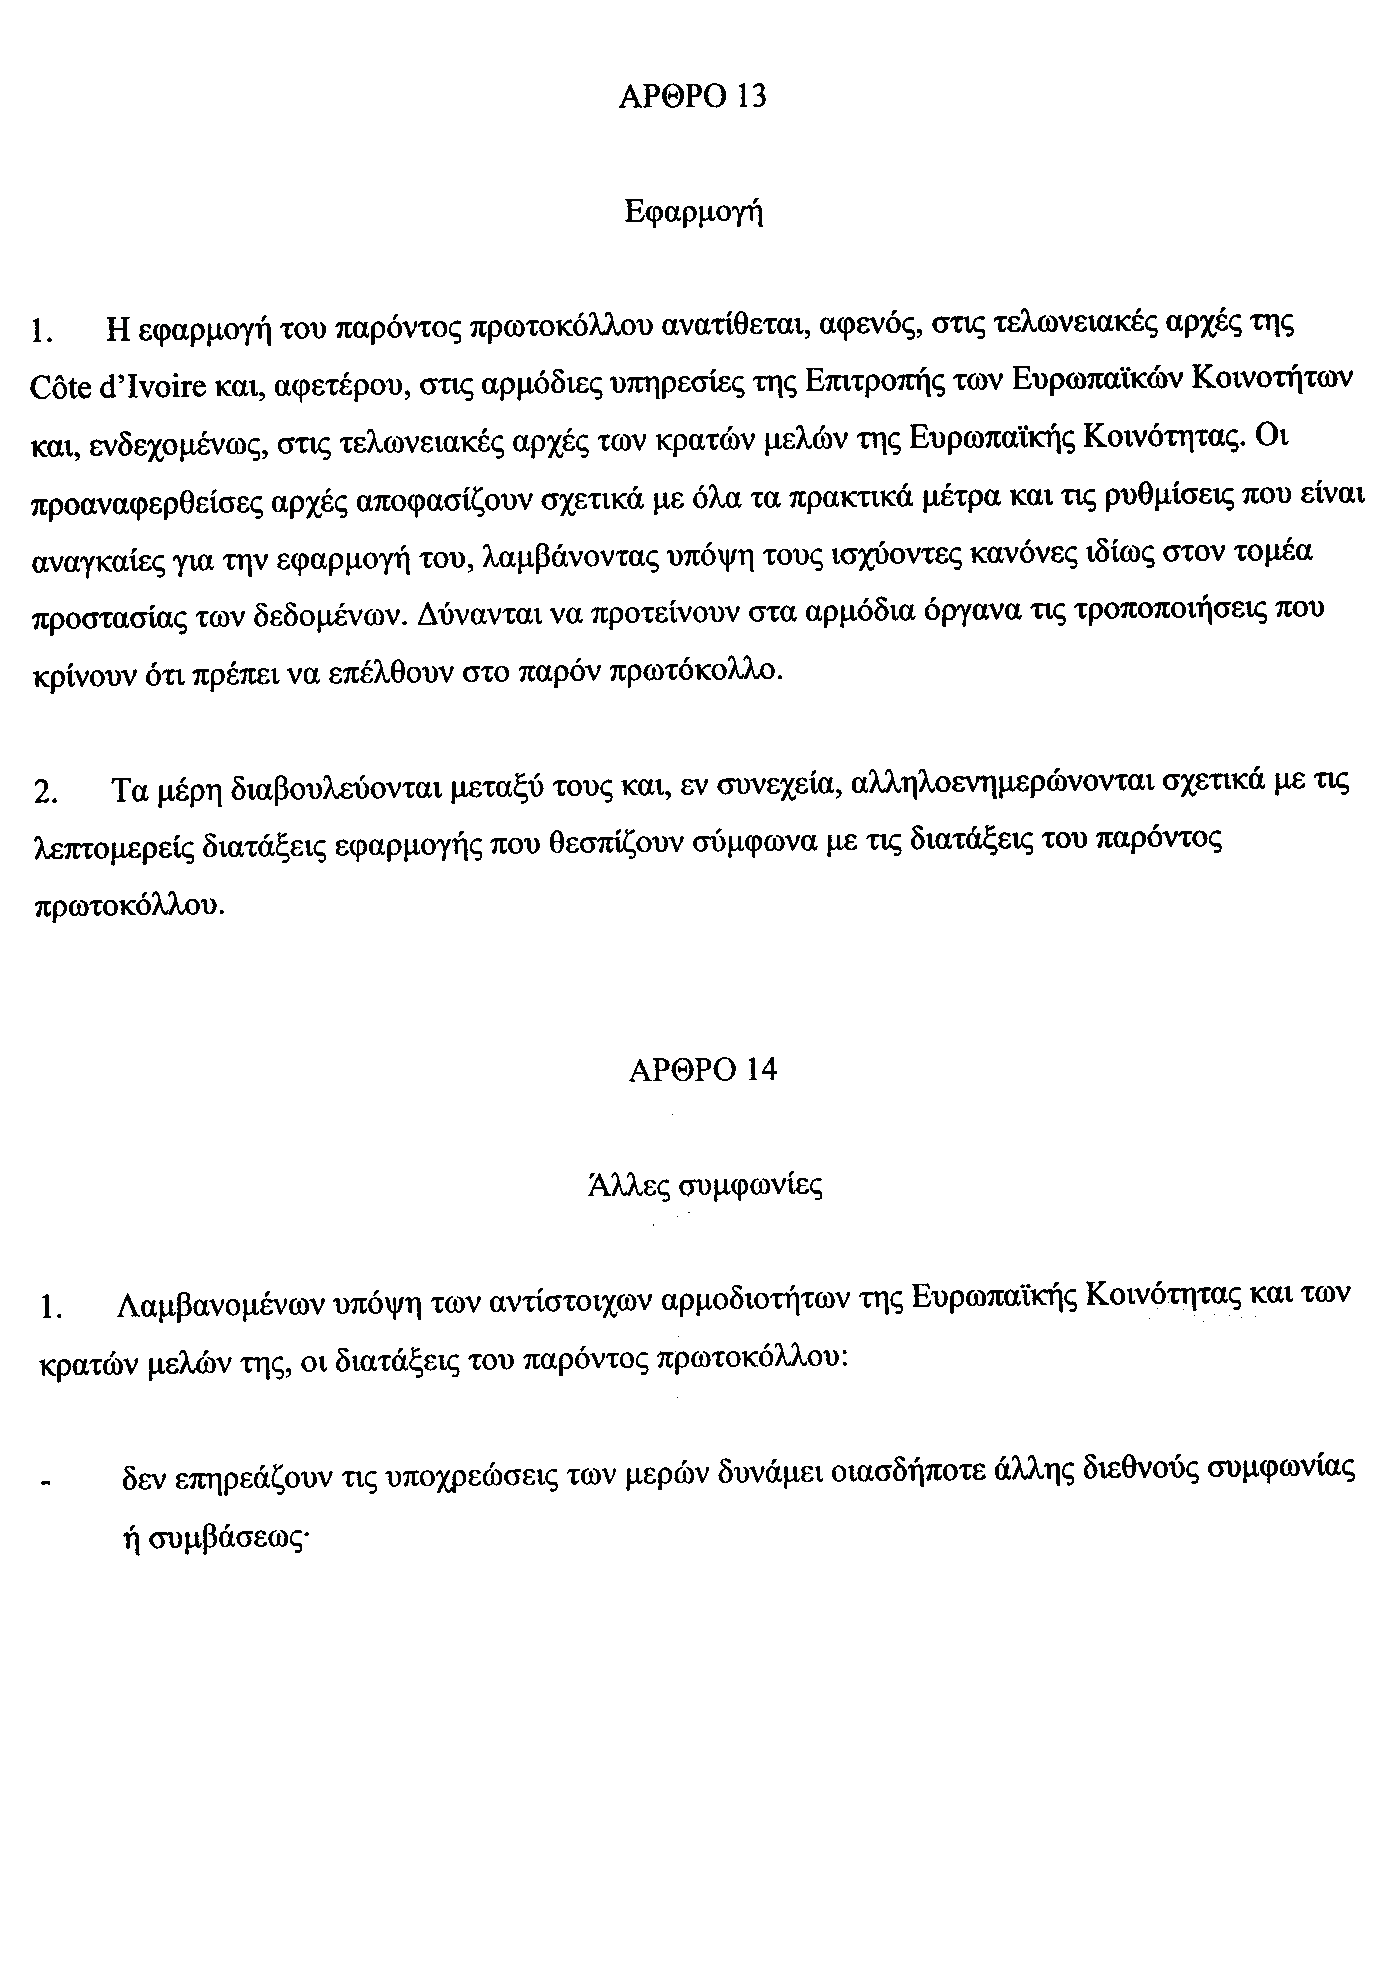 ΑΡΘΡΟ 13
Εφαρμογή
1. Η εφαρμογή του παρόντος πρωτοκόλλου ανατίθεται, αφενός, στις τελωνειακές αρχές της
Côte d’Ivoire και, αφετέρου, στις αρμόδιες υπηρεσίες της Επιτροπής των Ευρωπαϊκών Κοινοτήτων
και, ενδεχομένως, στις τελωνειακές αρχές των κρατών μελών της Ευρωπαϊκής Κοινότητας. Οι
προαναφερθείσες αρχές αποφασίζουν σχετικά με όλα τα πρακτικά μέτρα και τις ρυθμίσεις που είναι
αναγκαίες για την εφαρμογή του, λαμβάνοντας υπόψη τους ισχύοντες κανόνες ιδίως στον τομέα
προστασίας των δεδομένων. Δύνανται να προτείνουν στα αρμόδια όργανα τις τροποποιήσεις που
κρίνουν ότι πρέπει να επέλθουν στο παρόν πρωτόκολλο.
2. Τα μέρη διαβουλεύονται μεταξύ τους και, εν συνεχεία, αλληλοενημερώνονται σχετικά με τις
λεπτομερείς διατάξεις εφαρμογής που θεσπίζουν σύμφωνα με τις διατάξεις του παρόντος
πρωτοκόλλου.
ΑΡΘΡΟ 14
Άλλες συμφωνίες
1. Λαμβανομένων υπόψη των αντίστοιχων αρμοδιοτήτων της Ευρωπαϊκής Κοινότητας και των
κρατών μελών της, οι διατάξεις του παρόντος πρωτοκόλλου:
- δεν επηρεάζουν τις υποχρεώσεις των μερών δυνάμει οιασδήποτε άλλης διεθνούς συμφωνίας
ή συμβάσεως·